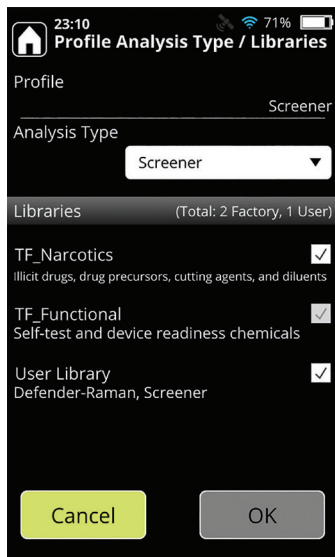 23:10
71%
Profile Analysis Type / Libraries
Profile
Screener
Analysis Type
Screener
Libraries (Total: 2 Factory, 1 User)
TF_Narcotics
Illicit drugs, drug precursors, cutting agents, and diluents
TF_Functional
Self-test and device readiness chemicals
User Library
Defender-Raman, Screener
Cancel
OK